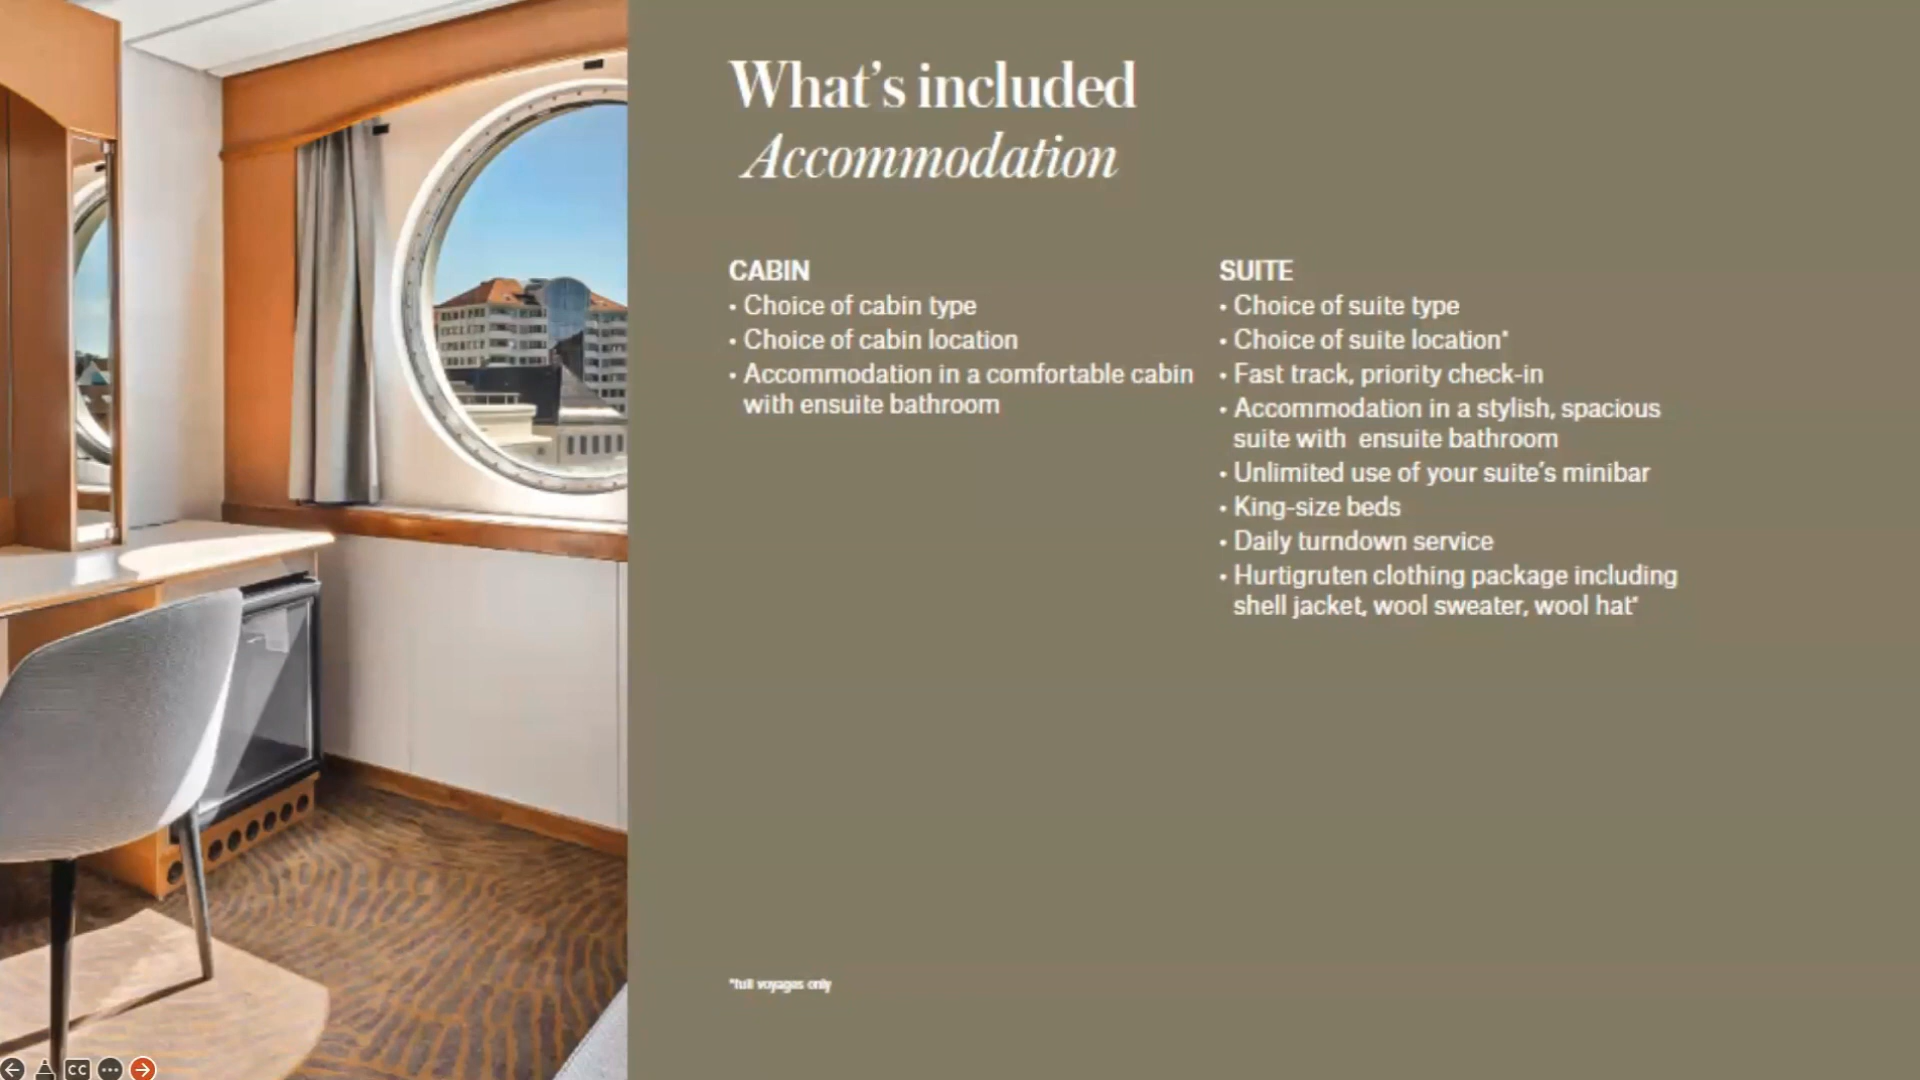 What's included
Accommodation
CABIN
• Choice of cabin type
• Choice of cabin location
• Accommodation in a comfortable cabin
with ensuite bathroom
SUITE
• Choice of suite type
• Choice of suite location*
• Fast track, priority check-in
• Accommodation in a stylish, spacious
suite with ensuite bathroom
• Unlimited use of your suite's minibar
• King-size beds
• Daily turndown service
• Hurtigruten clothing package including
shell jacket, wool sweater, wool hat*
*full voyages only
CC